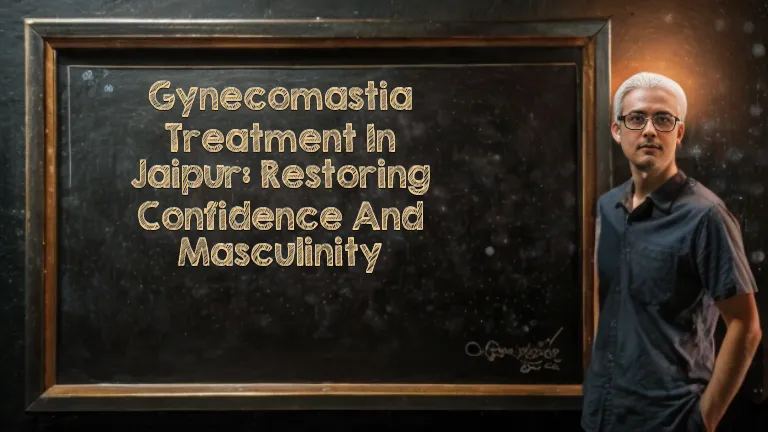 Gynecomastia
Treatment In
Jaipur: Restoring
Confidence And
Masculinity